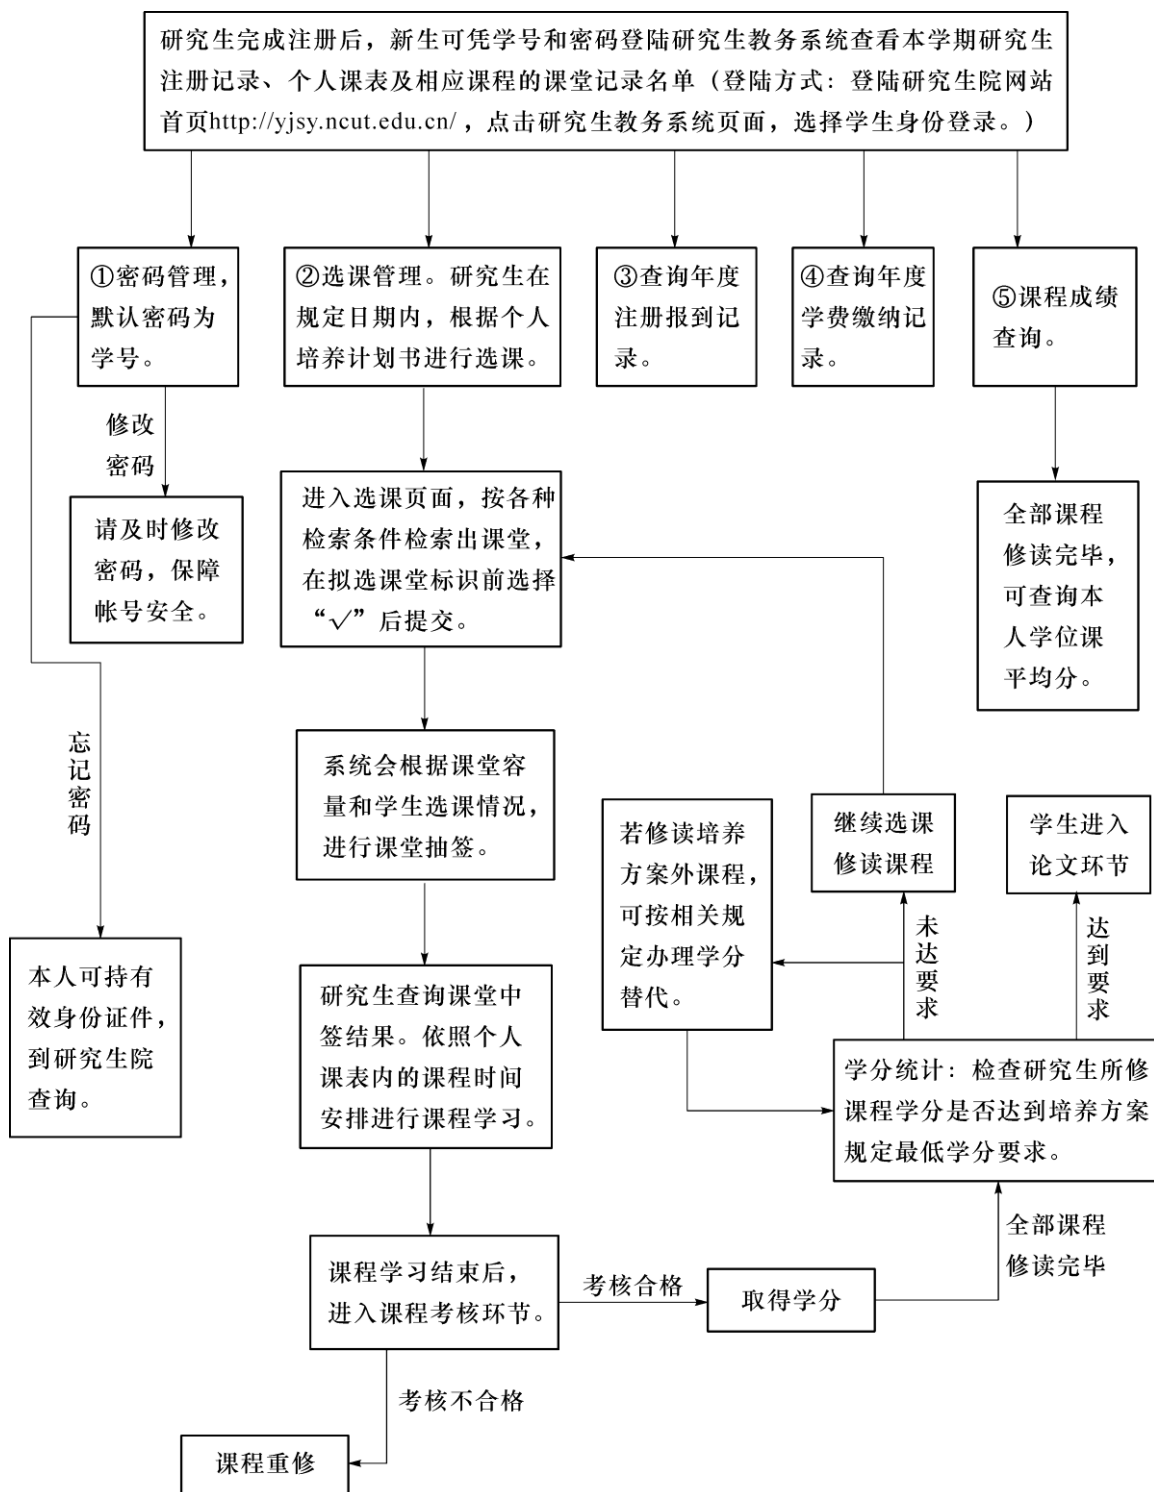 研究生完成注册后，新生可凭学号和密码登陆研究生教务系统查看本学期研究生
注册记录、个人课表及相应课程的课堂记录名单（登陆方式：登陆研究生院网站
首页http://yjsy.ncut.edu.cn/，点击研究生教务系统页面，选择学生身份登录。）
①密码管理，
默认密码为
学号。
②选课管理。研究生在
规定日期内，根据个人
培养计划书进行选课。
③查询年度
注册报到记
录。
④查询年度
学费缴纳记
录。
⑤课程成绩
查询。
修改
密码
请及时修改
密码，保障
帐号安全。
进入选课页面，按各种
检索条件检索出课堂，
在拟选课堂标识前选择
“√”后提交。
全部课程
修读完毕，
可查询本
人学位课
平均分。
忘记密码
系统会根据课堂容
量和学生选课情况，
进行课堂抽签。
若修读培养
方案外课程，
可按相关规
定办理学分
替代。
继续选课
修读课程
学生进入
论文环节
未达要求
达到要求
本人可持有
效身份证件，
到研究生院
查询。
研究生查询课堂中
签结果。依照个人
课表内的课程时间
安排进行课程学习。
学分统计：检查研究生所修
课程学分是否达到培养方案
规定最低学分要求。
全部课程
修读完毕
课程学习结束后，
进入课程考核环节。
考核合格
取得学分
考核不合格
课程重修